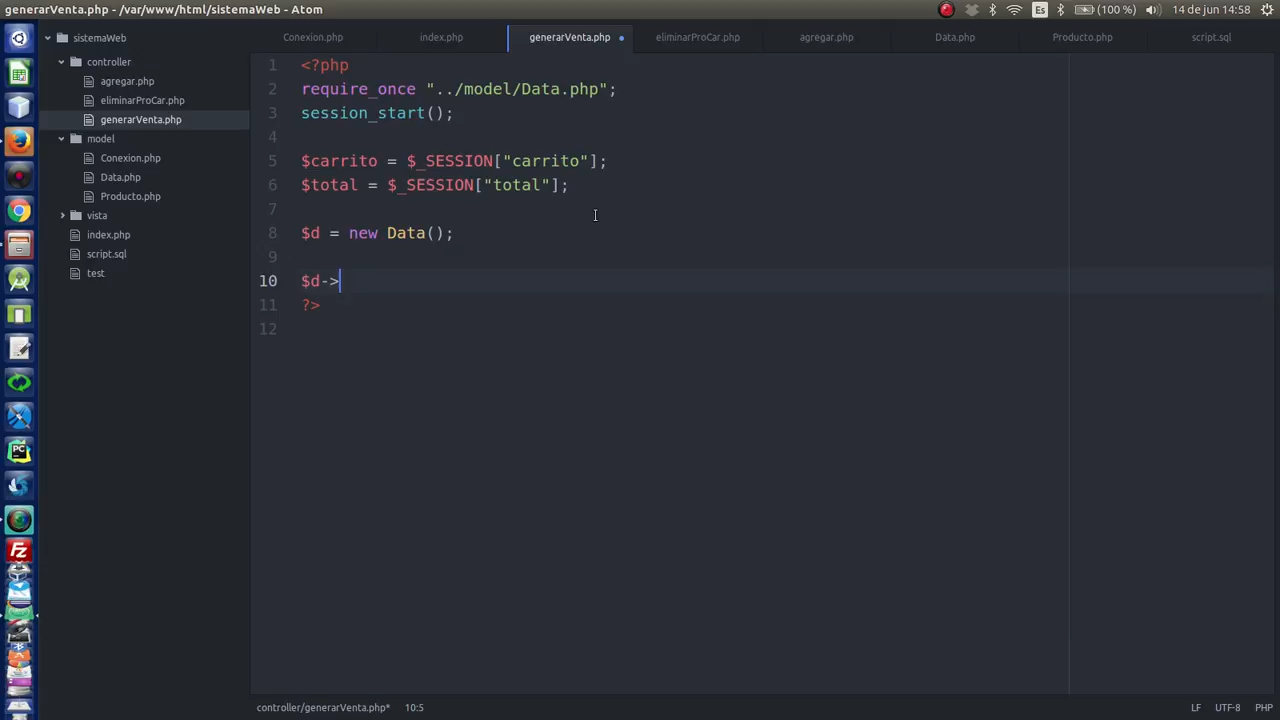 generarVenta.php - /var/www/html/sistemaWeb - Atom
Es
(100 %)
14 de jun 14:58
sistemaWeb
controller
agregar.php
eliminarProCar.php
generarVenta.php
model
Conexion.php
Data.php
Producto.php
vista
index.php
script.sql
test
Conexion.php
index.php
generarVenta.php
eliminarProCar.php
agregar.php
Data.php
Producto.php
script.sql
1 <?php
2 require_once "../model/Data.php";
3 session_start();
4
5 $carrito = $_SESSION["carrito"];
6 $total = $_SESSION["total"];
7
8 $d = new Data();
9
10 $d->
11 ?>
12
PC
Fz
controller/generarVenta.php* 10:5
LF UTF-8 PHP